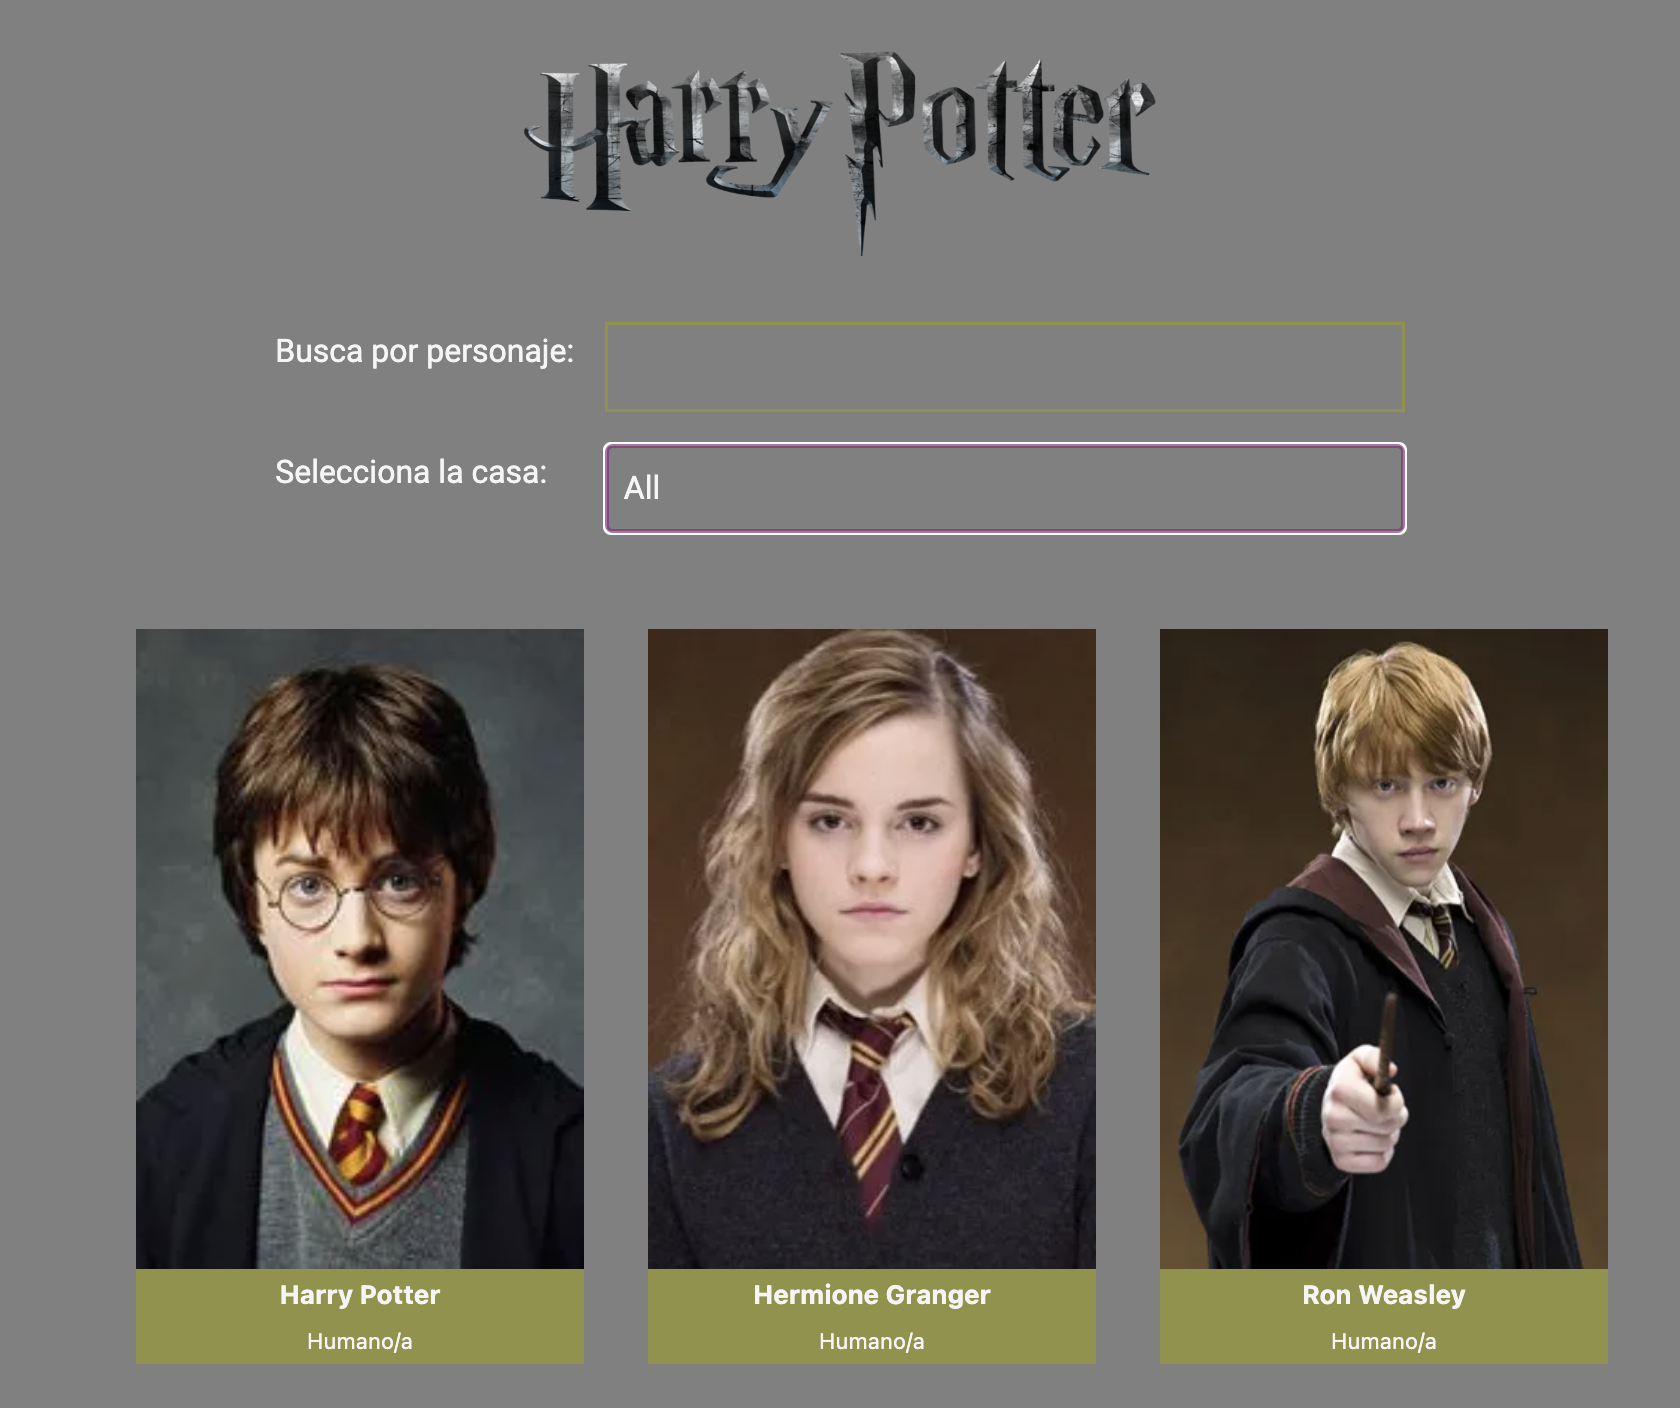 Harry Potter
Busca por personaje:
Selecciona la casa:
All
Harry Potter
Humano/a
Hermione Granger
Humano/a
Ron Weasley
Humano/a